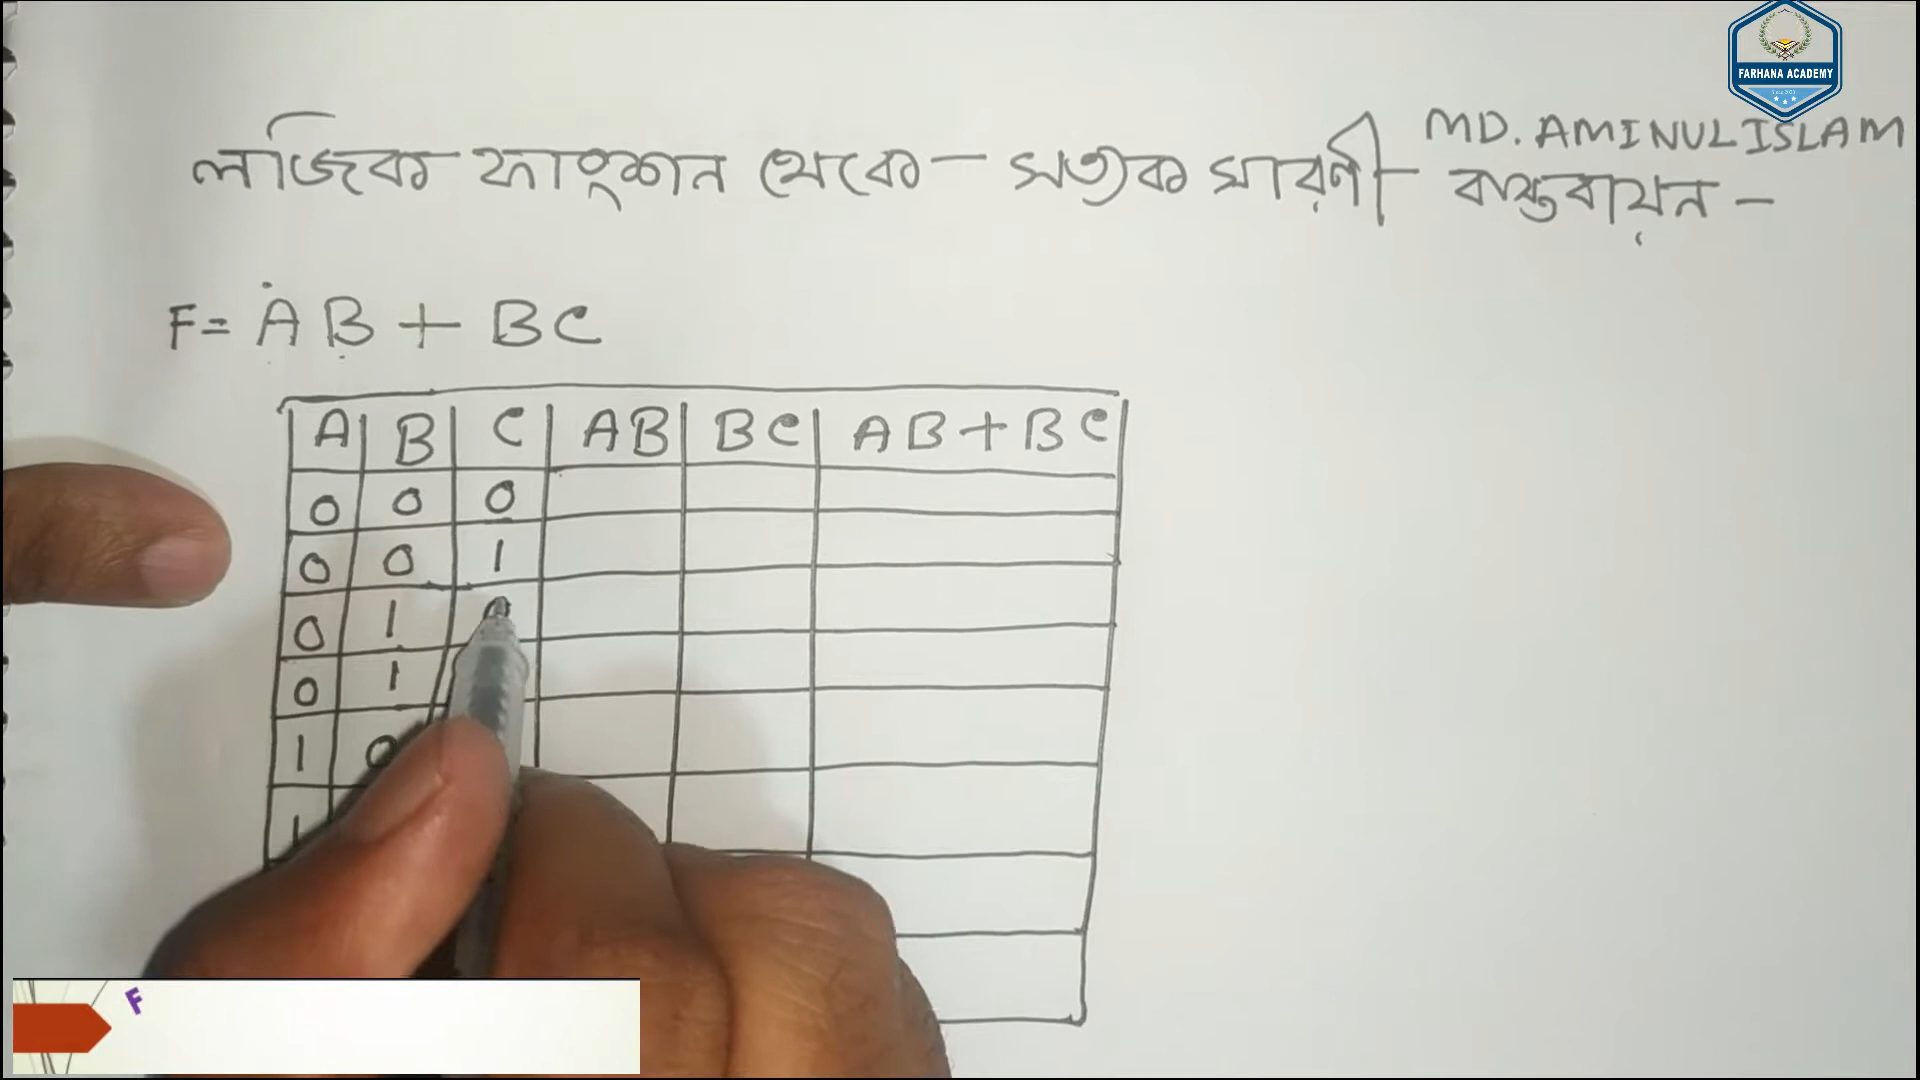 FARHANA ACADEMY
MD. AMINUL ISLAM
লজিক ফাংশন থেকে - সত্যক সারণী - বাস্তবায়ন -
F = AB + BC
A B C AB BC AB + BC
0 0 0
0 0 1
0 1 0
0 1
1 0
1
F